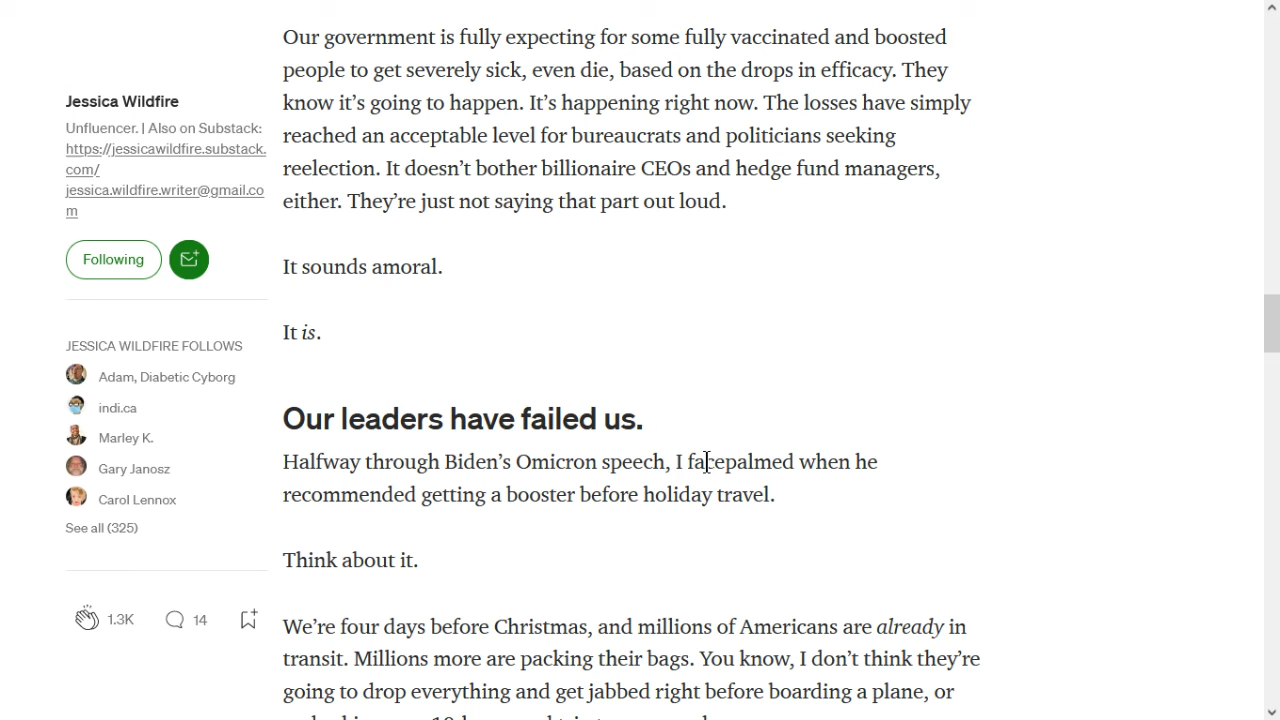 Jessica Wildfire
Unfluencer. | Also on Substack:
https://jessicawildfire.substack.
com/
jessica.wildfire.writer@gmail.co
m
Following
JESSICA WILDFIRE FOLLOWS
Adam, Diabetic Cyborg
indi.ca
Marley K.
Gary Janosz
Carol Lennox
See all (325)
1.3K
14
Our government is fully expecting for some fully vaccinated and boosted
people to get severely sick, even die, based on the drops in efficacy. They
know it’s going to happen. It’s happening right now. The losses have simply
reached an acceptable level for bureaucrats and politicians seeking
reelection. It doesn’t bother billionaire CEOs and hedge fund managers,
either. They’re just not saying that part out loud.
It sounds amoral.
It is.
Our leaders have failed us.
Halfway through Biden’s Omicron speech, I facepalmed when he
recommended getting a booster before holiday travel.
Think about it.
We’re four days before Christmas, and millions of Americans are already in
transit. Millions more are packing their bags. You know, I don’t think they’re
going to drop everything and get jabbed right before boarding a plane, or